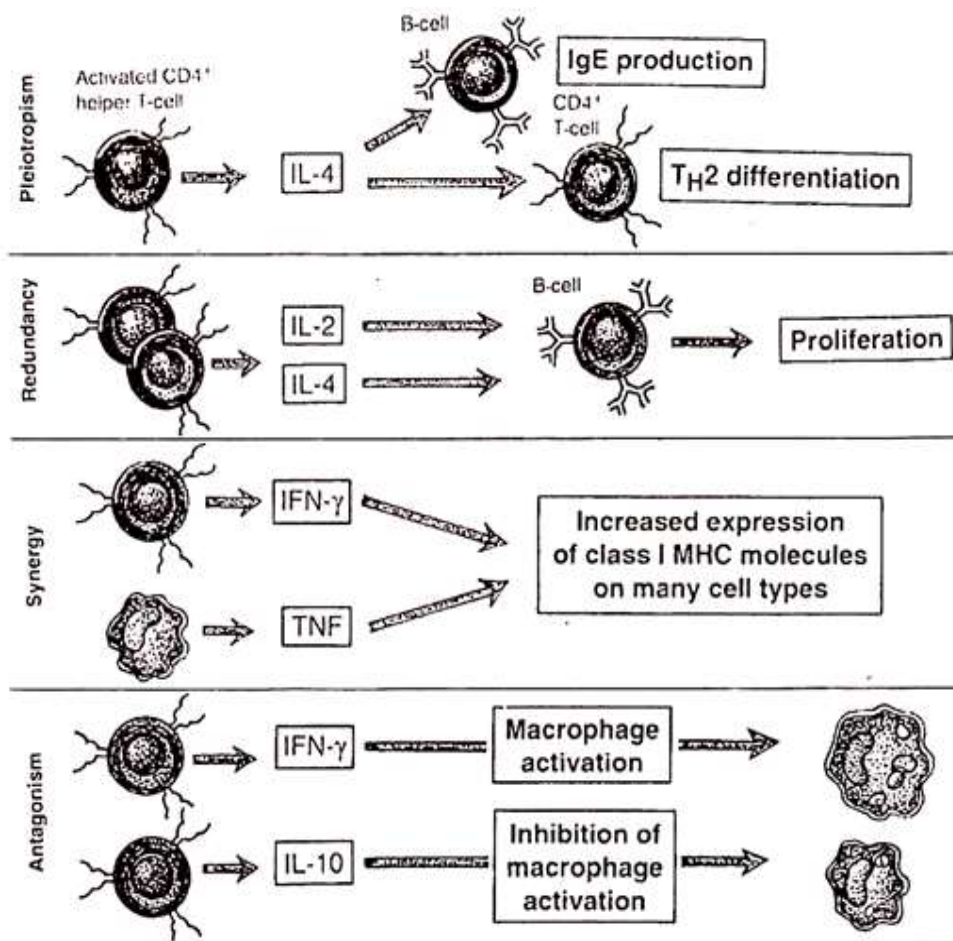 Pleiotropism
Activated CD4⁺
helper T-cell
IL-4
B-cell
IgE production
CD4⁺
T-cell
T_H2 differentiation
Redundancy
IL-2
IL-4
B-cell
Proliferation
Synergy
IFN-γ
TNF
Increased expression
of class I MHC molecules
on many cell types
Antagonism
IFN-γ
Macrophage
activation
IL-10
Inhibition of
macrophage
activation